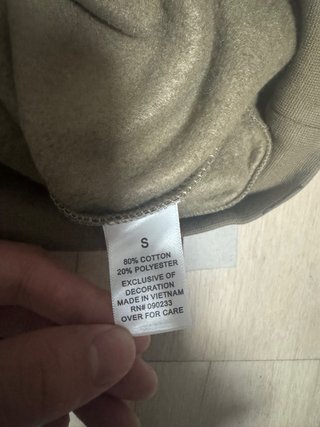 S
80% COTTON
20% POLYESTER
EXCLUSIVE OF
DECORATION
MADE IN VIETNAM
RN# 090233
OVER FOR CARE